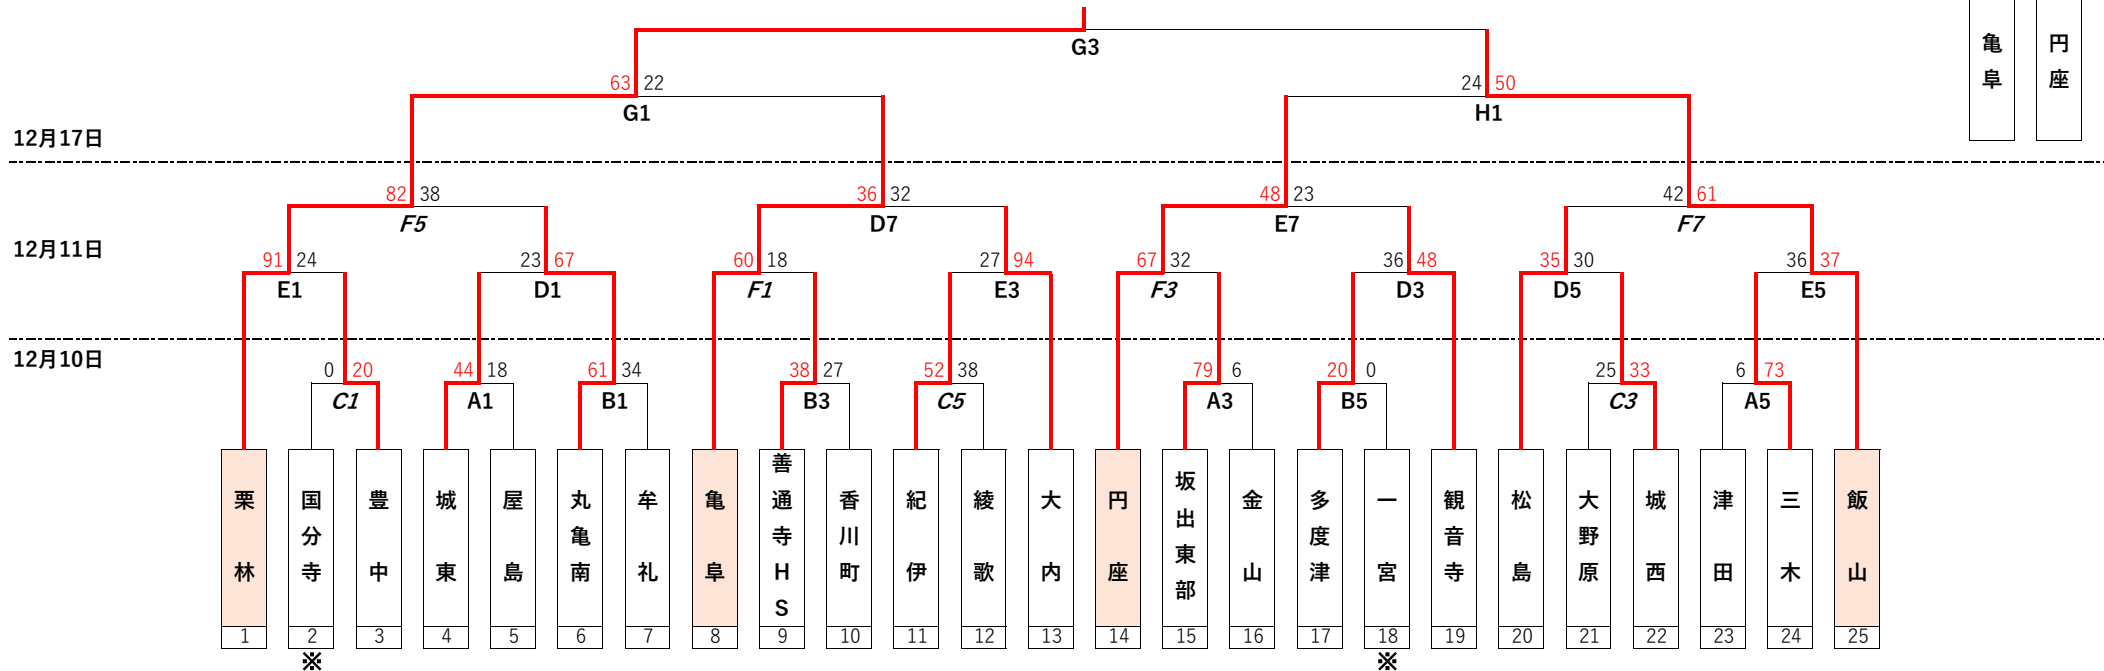 G3
亀阜
円座
63 22
24 50
G1
H1
12月17日
82 38
36 32
48 23
42 61
F5
D7
E7
F7
12月11日
91 24
23 67
60 18
27 94
67 32
36 48
35 30
36 37
E1
D1
F1
E3
F3
D3
D5
E5
12月10日
0 20
44 18
61 34
38 27
52 38
79 6
20 0
25 33
6 73
C1
A1
B1
B3
C5
A3
B5
C3
A5
栗林
国分寺
豊中
城東
屋島
丸亀南
牟礼
亀阜
善通寺HS
香川町
紀伊
綾歌
大内
円座
坂出東部
金山
多度津
一宮
観音寺
松島
大野原
城西
津田
三木
飯山
1 2 3 4 5 6 7 8 9 10 11 12 13 14 15 16 17 18 19 20 21 22 23 24 25
※ ※